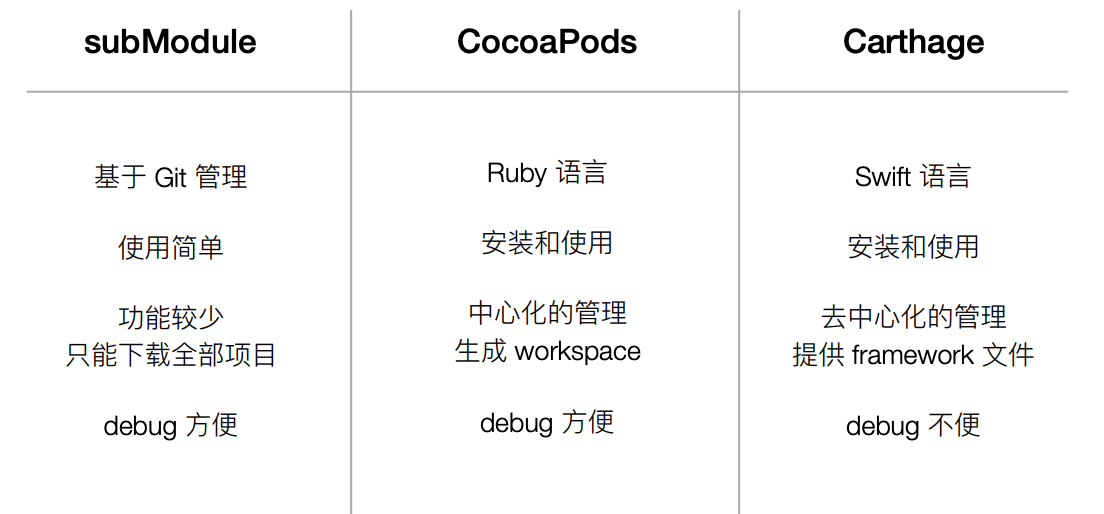 subModule
CocoaPods
Carthage
基于 Git 管理
Ruby 语言
Swift 语言
使用简单
安装和使用
安装和使用
功能较少
只能下载全部项目
中心化的管理
生成 workspace
去中心化的管理
提供 framework 文件
debug 方便
debug 方便
debug 不便